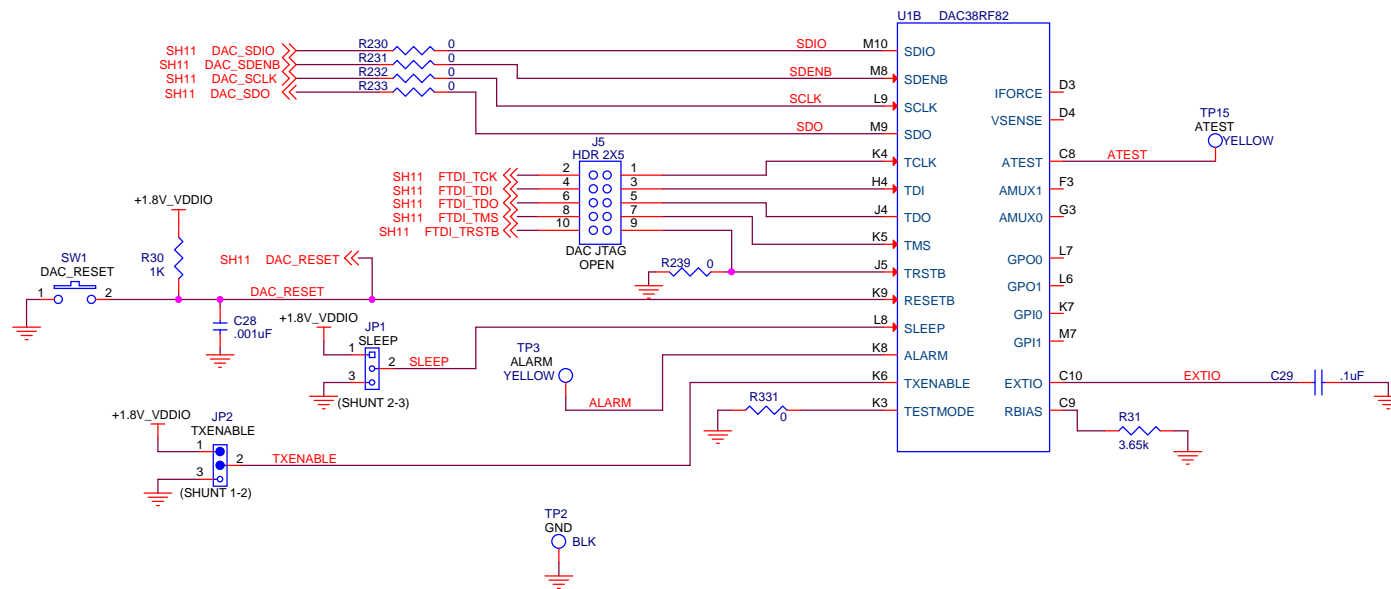 U1B DAC38RF82
SH11 DAC_SDIO R230 0 SDIO M10 SDIO
SH11 DAC_SDENB R231 0 SDENB M8 SDENB
SH11 DAC_SCLK R232 0 SCLK L9 SCLK
SH11 DAC_SDO R233 0 SDO M9 SDO
IFORCE D3
VSENSE D4
TP15
ATEST
YELLOW
ATEST C8 ATEST
AMUX1 F3
AMUX0 G3
GPO0 L7
GPO1 L6
GPI0 K7
GPI1 M7
EXTIO C10 EXTIO C29 .1uF
RBIAS C9 R31
3.65k
J5
HDR 2X5
SH11 FTDI_TCK 2 1 K4 TCLK
SH11 FTDI_TDI 4 3 H4 TDI
SH11 FTDI_TDO 6 5 J4 TDO
SH11 FTDI_TMS 8 7 K5 TMS
SH11 FTDI_TRSTB 10 9 J5 TRSTB
DAC JTAG
OPEN
R239 0
+1.8V_VDDIO
R30
1K
SW1
DAC_RESET
1 2
SH11 DAC_RESET
DAC_RESET K9 RESETB
C28
.001uF
+1.8V_VDDIO
JP1
SLEEP
1
2 SLEEP L8 SLEEP
3
(SHUNT 2-3)
TP3
ALARM
YELLOW
ALARM K8 ALARM
K6 TXENABLE
R331
0
K3 TESTMODE
+1.8V_VDDIO
JP2
TXENABLE
1
2 TXENABLE
3
(SHUNT 1-2)
TP2
GND
BLK